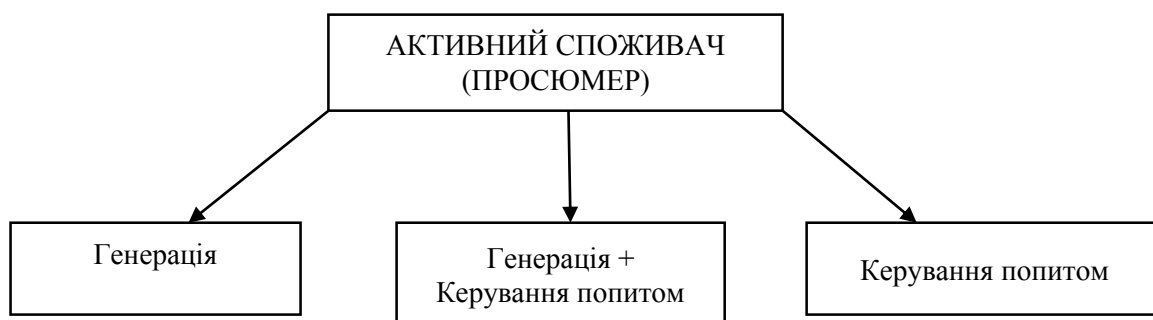 АКТИВНИЙ СПОЖИВАЧ
(ПРОСЮМЕР)
Генерація
Генерація +
Керування попитом
Керування попитом